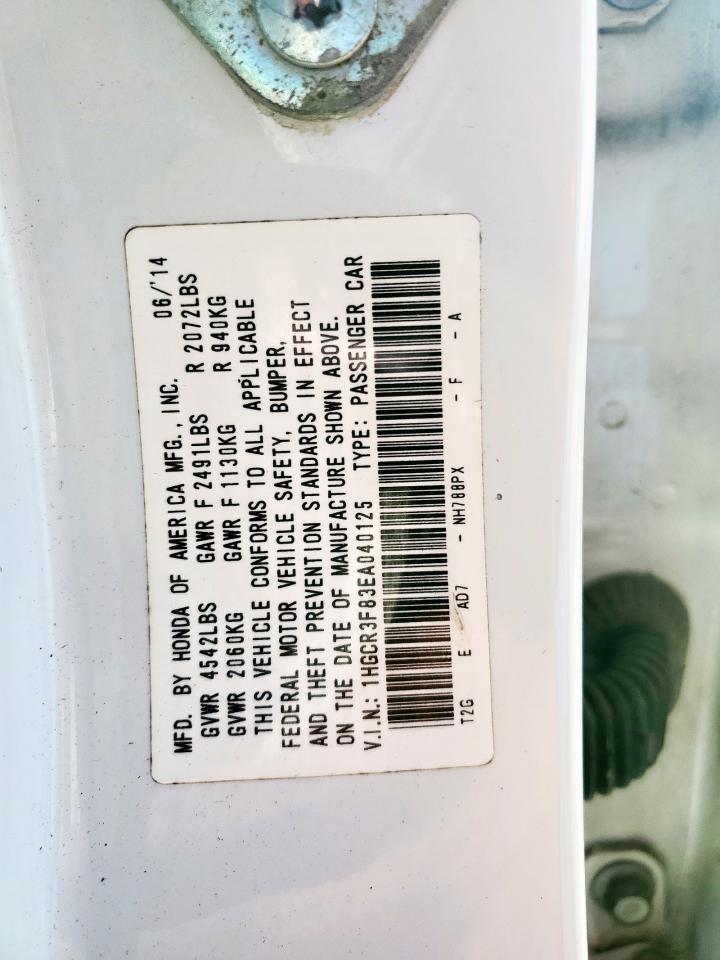 MFD. BY HONDA OF AMERICA MFG., INC. 06/'14
GVWR 4542LBS GAWR F 2491LBS R 2072LBS
GVWR 2060KG GAWR F 1130KG R 940KG
THIS VEHICLE CONFORMS TO ALL APPLICABLE
FEDERAL MOTOR VEHICLE SAFETY, BUMPER,
AND THEFT PREVENTION STANDARDS IN EFFECT
ON THE DATE OF MANUFACTURE SHOWN ABOVE.
V.I.N.: 1HGCR3F83EA040125 TYPE: PASSENGER CAR
T2G E AD7 - NH788PX - F - A